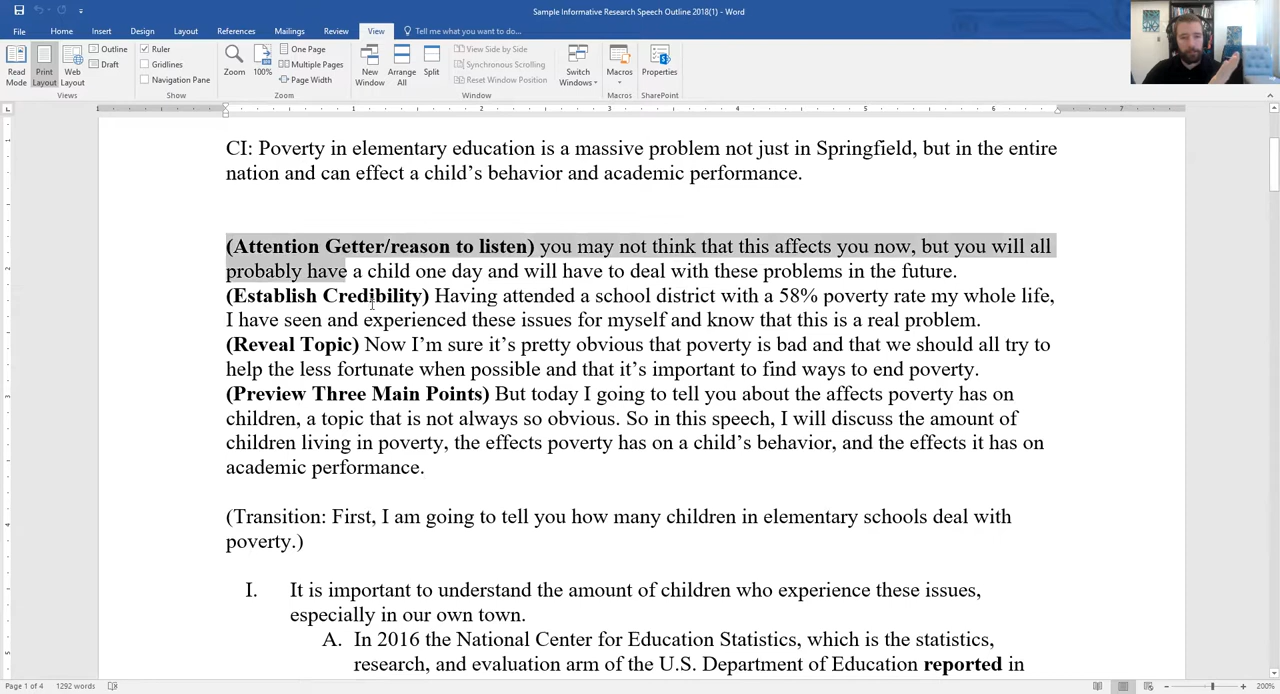 Sample Informative Research Speech Outline 2018(1) - Word
File Home Insert Design Layout References Mailings Review View Tell me what you want to do...
Read Mode
Print Layout
Web Layout
Outline
Draft
Views
Ruler
Gridlines
Navigation Pane
Show
Zoom
100%
One Page
Multiple Pages
Page Width
Zoom
New Window
Arrange All
Split
View Side by Side
Synchronous Scrolling
Reset Window Position
Window
Switch Windows
Macros
Macros
Properties
SharePoint
1 1 2 3 4 5 6 7
CI: Poverty in elementary education is a massive problem not just in Springfield, but in the entire
nation and can effect a child’s behavior and academic performance.
(Attention Getter/reason to listen) you may not think that this affects you now, but you will all
probably have a child one day and will have to deal with these problems in the future.
(Establish Credibility) Having attended a school district with a 58% poverty rate my whole life,
I have seen and experienced these issues for myself and know that this is a real problem.
(Reveal Topic) Now I’m sure it’s pretty obvious that poverty is bad and that we should all try to
help the less fortunate when possible and that it’s important to find ways to end poverty.
(Preview Three Main Points) But today I going to tell you about the affects poverty has on
children, a topic that is not always so obvious. So in this speech, I will discuss the amount of
children living in poverty, the effects poverty has on a child’s behavior, and the effects it has on
academic performance.
(Transition: First, I am going to tell you how many children in elementary schools deal with
poverty.)
I. It is important to understand the amount of children who experience these issues,
especially in our own town.
A. In 2016 the National Center for Education Statistics, which is the statistics,
research, and evaluation arm of the U.S. Department of Education reported in
Page 1 of 4 1292 words 200%